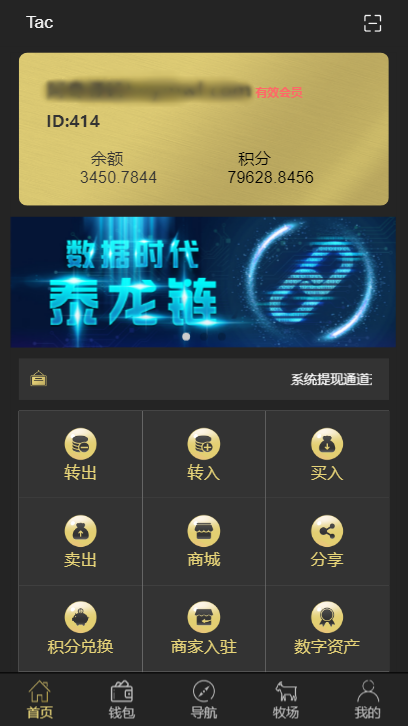 Tac
有效会员
ID:414
余额 积分
3450.7844 79628.8456
数据时代
泰龙链
系统提现通道
转出 转入 买入
卖出 商城 分享
积分兑换 商家入驻 数字资产
首页 钱包 导航 牧场 我的